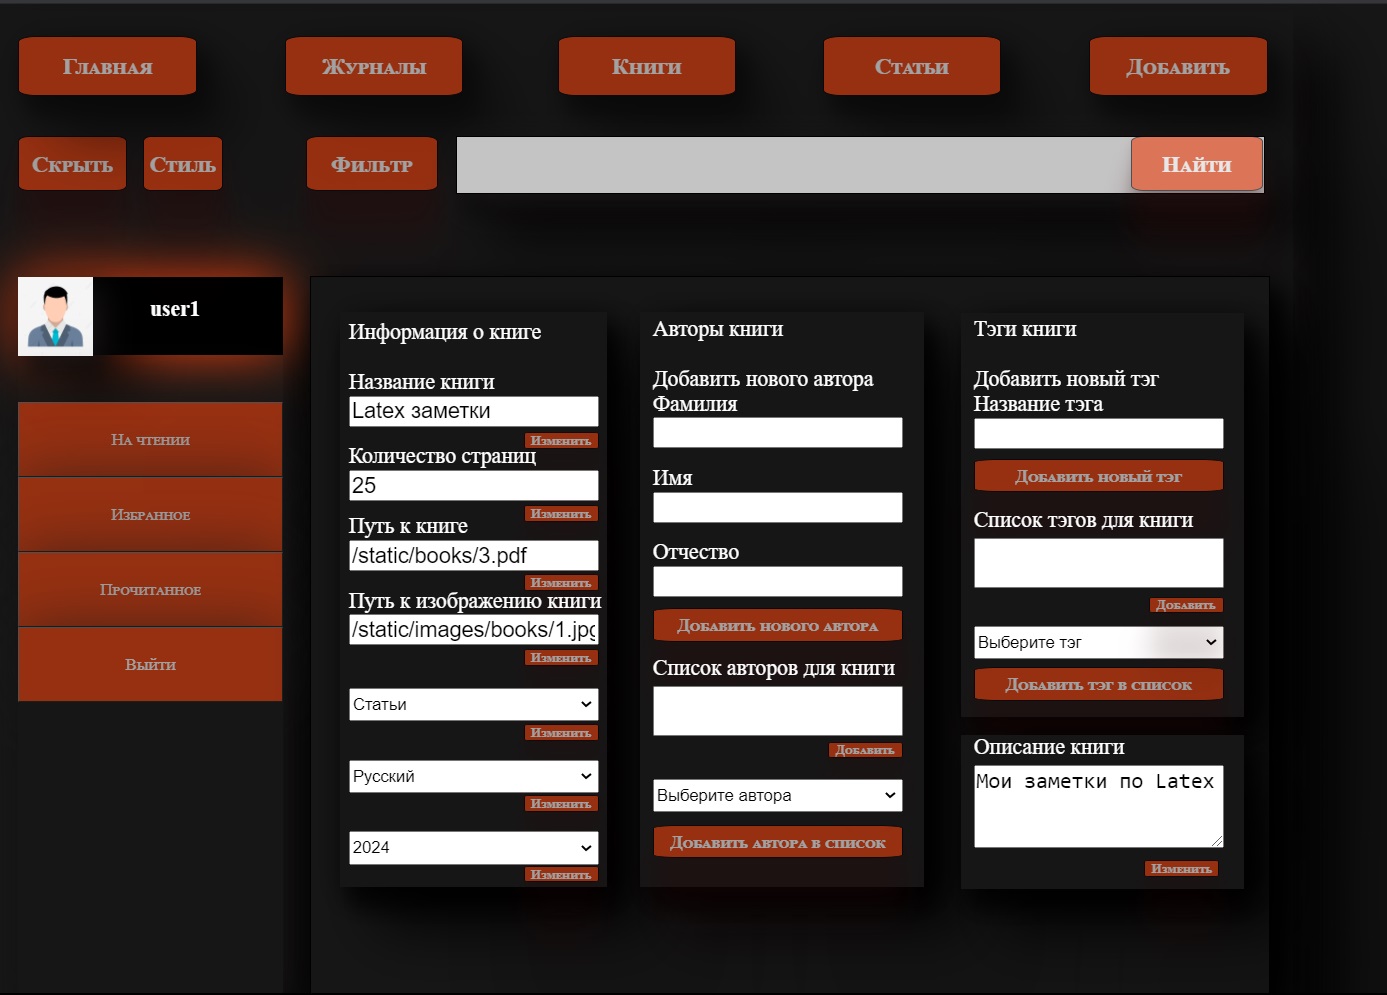 Главная
Журналы
Книги
Статьи
Добавить
Скрыть
Стиль
Фильтр
Найти
user1
На чтении
Избранное
Прочитанное
Выйти
Информация о книге
Название книги
Latex заметки
Изменить
Количество страниц
25
Изменить
Путь к книге
/static/books/3.pdf
Изменить
Путь к изображению книги
/static/images/books/1.jpg
Изменить
Статьи
Изменить
Русский
Изменить
2024
Изменить
Авторы книги
Добавить нового автора
Фамилия
Имя
Отчество
Добавить нового автора
Список авторов для книги
Добавить
Выберите автора
Добавить автора в список
Тэги книги
Добавить новый тэг
Название тэга
Добавить новый тэг
Список тэгов для книги
Добавить
Выберите тэг
Добавить тэг в список
Описание книги
Мои заметки по Latex
Изменить